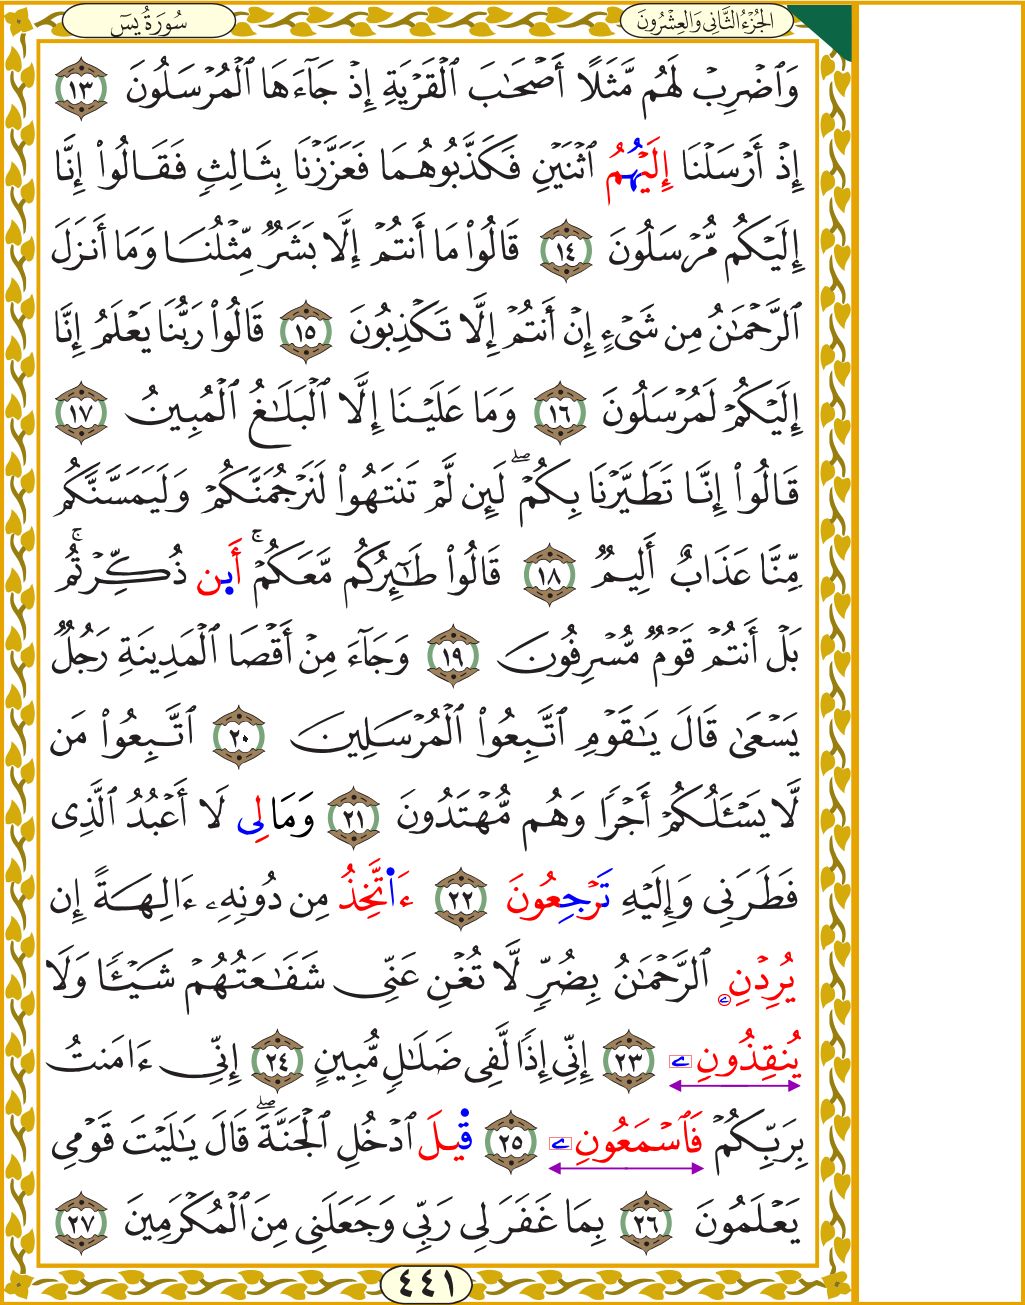 سُورَةُ يسٓ
الجُزْءُ الثَّانِي وَالعِشْرُونَ
وَٱضۡرِبۡ لَهُم مَّثَلًا أَصۡحَٰبَ ٱلۡقَرۡيَةِ إِذۡ جَآءَهَا ٱلۡمُرۡسَلُونَ ١٣
إِذۡ أَرۡسَلۡنَا إِلَيۡهُمُ ٱثۡنَيۡنِ فَكَذَّبُوهُمَا فَعَزَّزۡنَا بِثَالِثٖ فَقَالُواْ إِنَّا
إِلَيۡكُم مُّرۡسَلُونَ ١٤ قَالُواْ مَا أَنتُمۡ إِلَّا بَشَرٞ مِّثۡلُنَا وَمَا أَنزَلَ
ٱلرَّحۡمَٰنُ مِن شَيۡءٍ إِنۡ أَنتُمۡ إِلَّا تَكۡذِبُونَ ١٥ قَالُواْ رَبُّنَا يَعۡلَمُ إِنَّا
إِلَيۡكُمۡ لَمُرۡسَلُونَ ١٦ وَمَا عَلَيۡنَا إِلَّا ٱلۡبَلَٰغُ ٱلۡمُبِينُ ١٧
قَالُواْ إِنَّا تَطَيَّرۡنَا بِكُمۡۖ لَئِن لَّمۡ تَنتَهُواْ لَنَرۡجُمَنَّكُمۡ وَلَيَمَسَّنَّكُم
مِّنَّا عَذَابٌ أَلِيمٞ ١٨ قَالُواْ طَٰٓئِرُكُم مَّعَكُمۡۚ أَىِٕن ذُكِّرۡتُمۚ
بَلۡ أَنتُمۡ قَوۡمٞ مُّسۡرِفُونَ ١٩ وَجَآءَ مِنۡ أَقۡصَا ٱلۡمَدِينَةِ رَجُلٞ
يَسۡعَىٰ قَالَ يَٰقَوۡمِ ٱتَّبِعُواْ ٱلۡمُرۡسَلِينَ ٢٠ ٱتَّبِعُواْ مَن
لَّا يَسۡـَٔلُكُمۡ أَجۡرٗا وَهُم مُّهۡتَدُونَ ٢١ وَمَا لِي لَا أَعۡبُدُ ٱلَّذِي
فَطَرَنِي وَإِلَيۡهِ تَرۡجِعُونَ ٢٢ ءَا۬تَّخِذُ مِن دُونِهِۦ ءَالِهَةً إِن
يُرِدۡنِۦ ٱلرَّحۡمَٰنُ بِضُرّٖ لَّا تُغۡنِ عَنِّي شَفَٰعَتُهُمۡ شَيۡـٔٗا وَلَا
يُنقِذُونِۦ ٢٣ إِنِّي إِذٗا لَّفِي ضَلَٰلٖ مُّبِينٍ ٢٤ إِنِّي ءَامَنتُ
بِرَبِّكُمۡ فَٱسۡمَعُونِۦ ٢٥ قِيلَ ٱدۡخُلِ ٱلۡجَنَّةَۖ قَالَ يَٰلَيۡتَ قَوۡمِي
يَعۡلَمُونَ ٢٦ بِمَا غَفَرَ لِي رَبِّي وَجَعَلَنِي مِنَ ٱلۡمُكۡرَمِينَ ٢٧
٤٤١